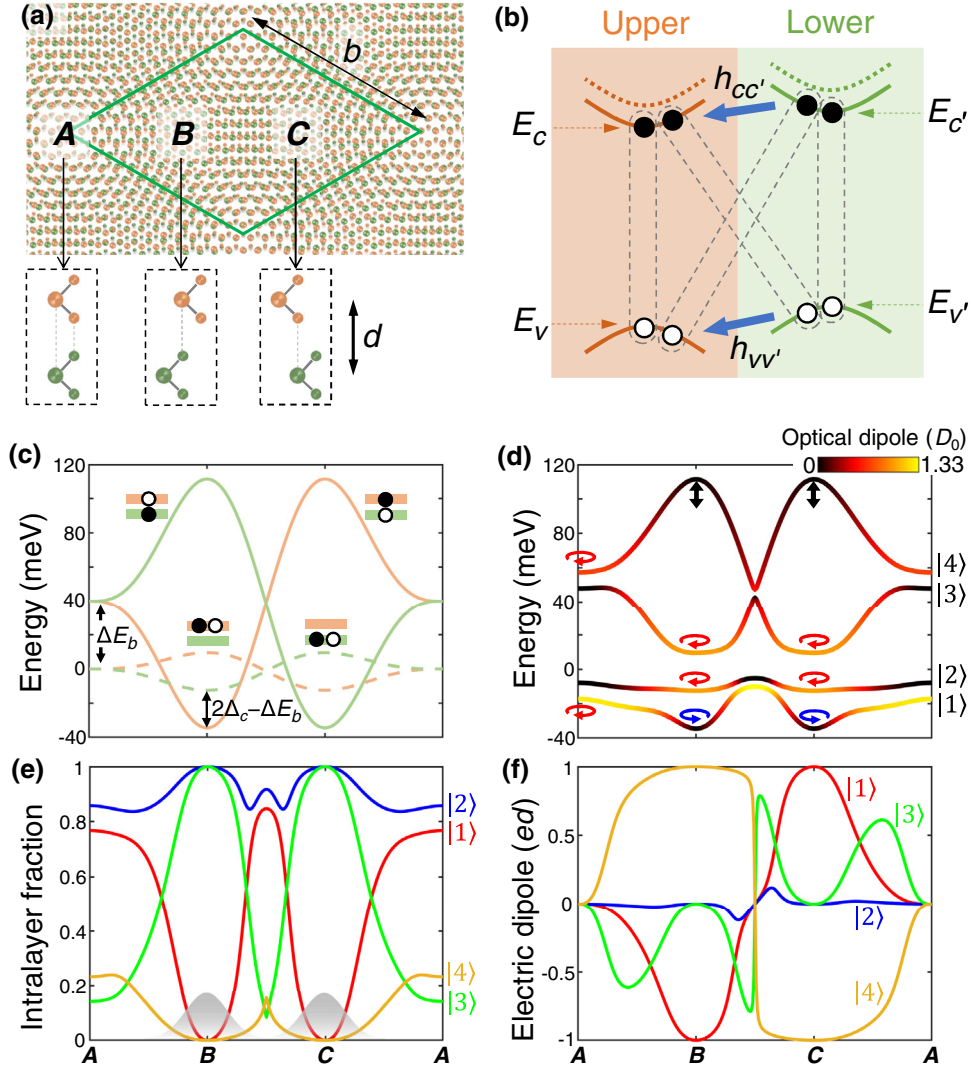 (a)
b
A B C
d
(b)
Upper Lower
h_cc'
E_c E_c'
E_v E_v'
h_vv'
(c)
Energy (meV)
120
80
40
0
-40
ΔE_b
2Δ_c−ΔE_b
(d)
Optical dipole (D_0)
0 1.33
Energy (meV)
120
80
40
0
-40
|4⟩
|3⟩
|2⟩
|1⟩
(e)
Intralayer fraction
1
0.8
0.6
0.4
0.2
0
|2⟩
|1⟩
|4⟩
|3⟩
A B C A
(f)
Electric dipole (ed)
1
0.5
0
-0.5
-1
|1⟩
|3⟩
|2⟩
|4⟩
A B C A